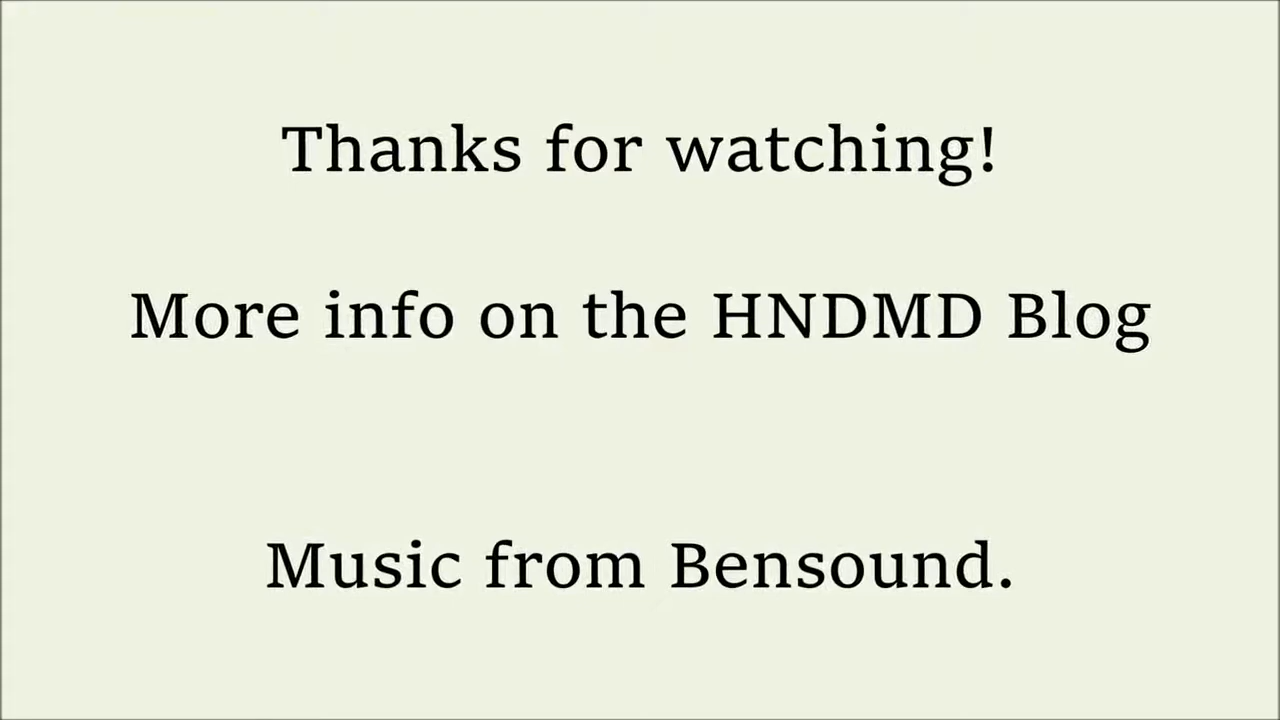 Thanks for watching!
More info on the HNDMD Blog
Music from Bensound.